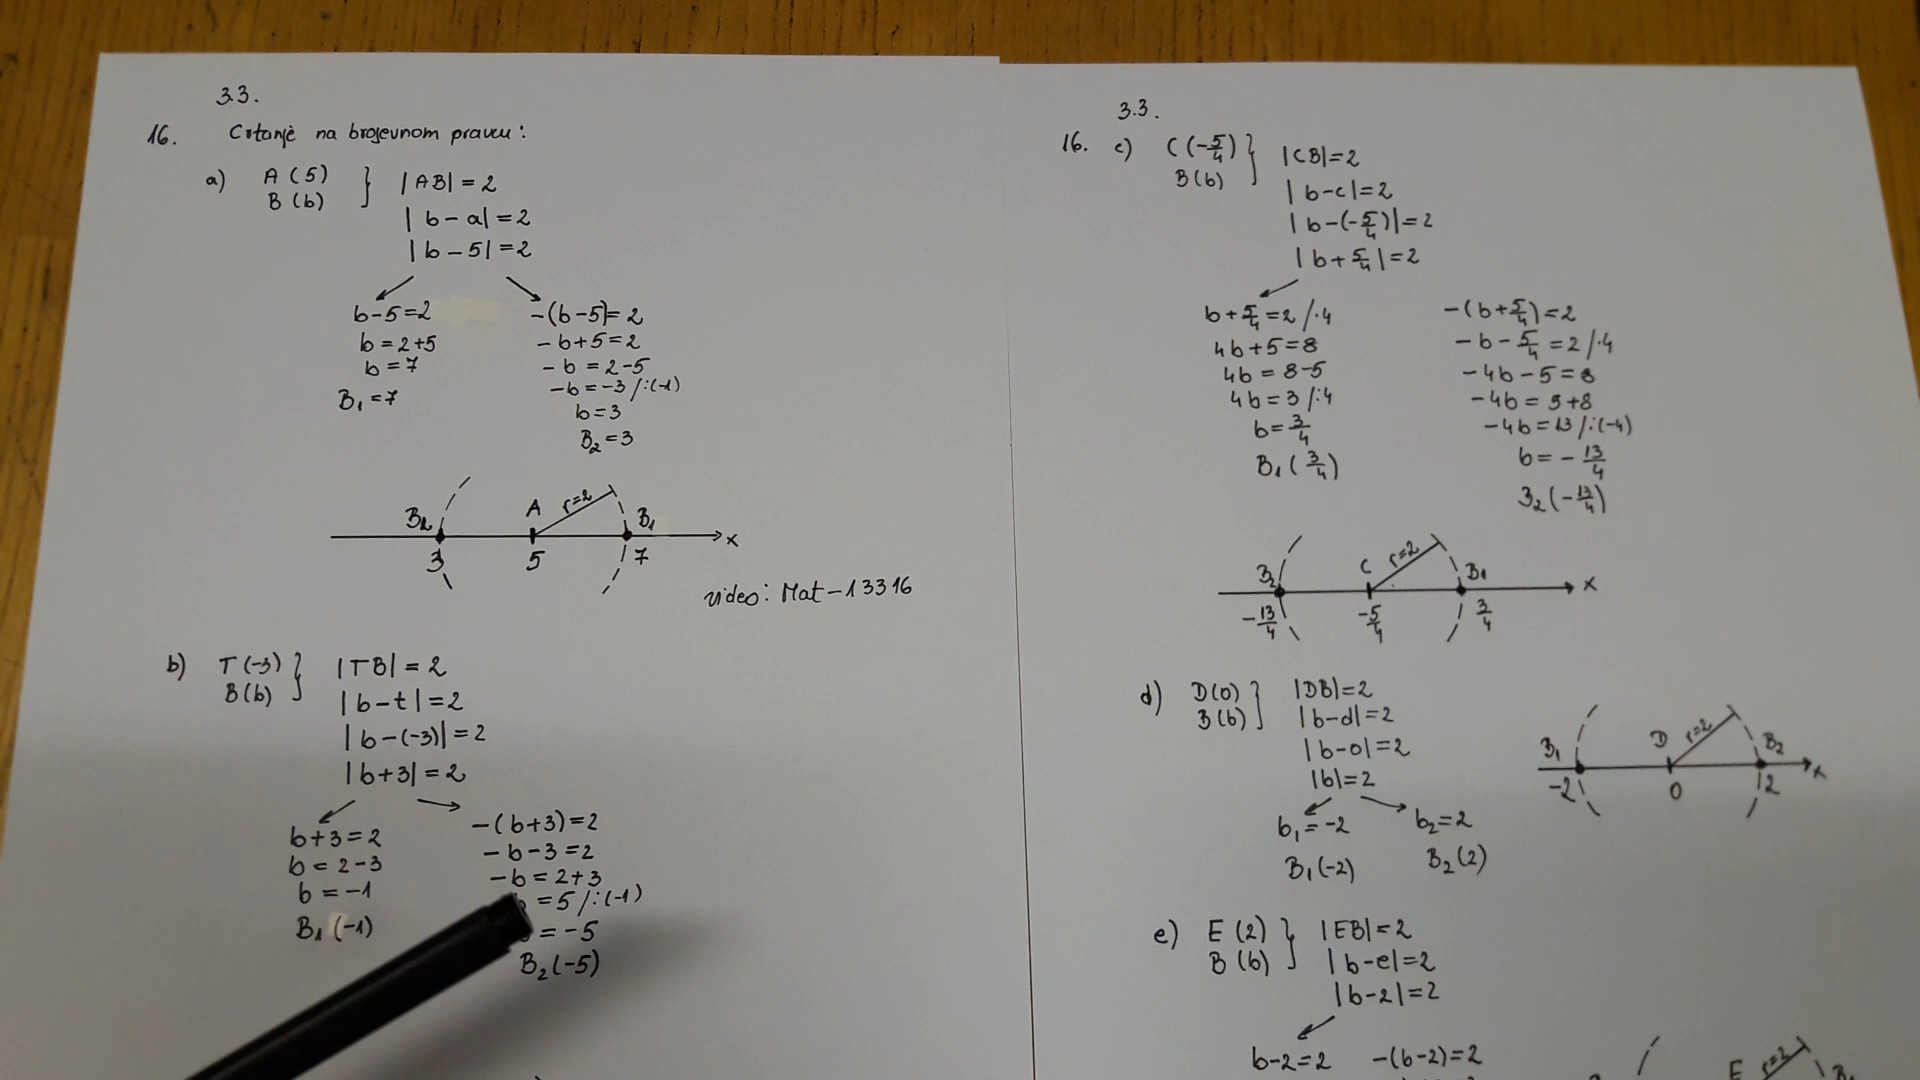 3.3.
16. Crtanje na brojevnom pravcu:
a) A (5)
B (b)
|AB| = 2
| b - a| = 2
| b - 5| = 2
b-5=2
b = 2+5
b = 7
B₁ = 7
-(b-5)= 2
- b+5 = 2
- b = 2-5
-b = -3 /:(-1)
b = 3
B₂ = 3
B₂ A r=2 B₁
3 5 7 x
video: Mat-13316
b) T (-3)
B (b)
|TB| = 2
| b - t | = 2
| b - (-3)| = 2
| b+3| = 2
b+3 = 2
b = 2-3
b = -1
B₁ (-1)
-(b+3) = 2
- b-3 = 2
- b = 2+3
= 5 /:(-1)
= -5
B₂ (-5)
3.3.
16. c) C (-5/4)
B (b)
|CB|=2
| b-c|=2
| b-(-5/4)|=2
| b+5/4|=2
b+5/4=2 /·4
4b+5=8
4b = 8-5
4b = 3 /:4
b = 3/4
B₁ (3/4)
-(b+5/4)=2
-b-5/4=2 /·4
-4b-5=8
-4b = 5+8
-4b=13 /:(-4)
b = -13/4
B₂ (-13/4)
B₂ C r=2 B₁
-13/4 -5/4 3/4 x
d) D(0)
B(b)
|DB|=2
|b-d|=2
|b-0|=2
|b|=2
b₁=-2
B₁(-2)
b₂=2
B₂(2)
B₁ D r=2 B₂
-2 0 2 x
e) E (2)
B (b)
|EB|=2
| b-e|=2
| b-2|=2
b-2=2
-(b-2)=2
E r=2